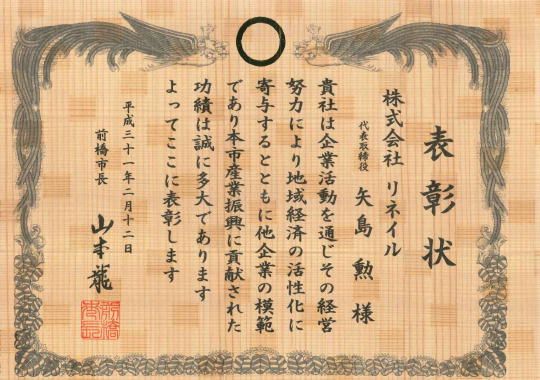 表彰状
株式会社 リネイル
代表取締役 矢島 勲 様
貴社は企業活動を通じその経営
努力により地域経済の活性化に
寄与するとともに他企業の模範
であり本市産業振興に貢献された
功績は誠に多大であります
よってここに表彰します
平成三十一年二月十二日
前橋市長 山本龍